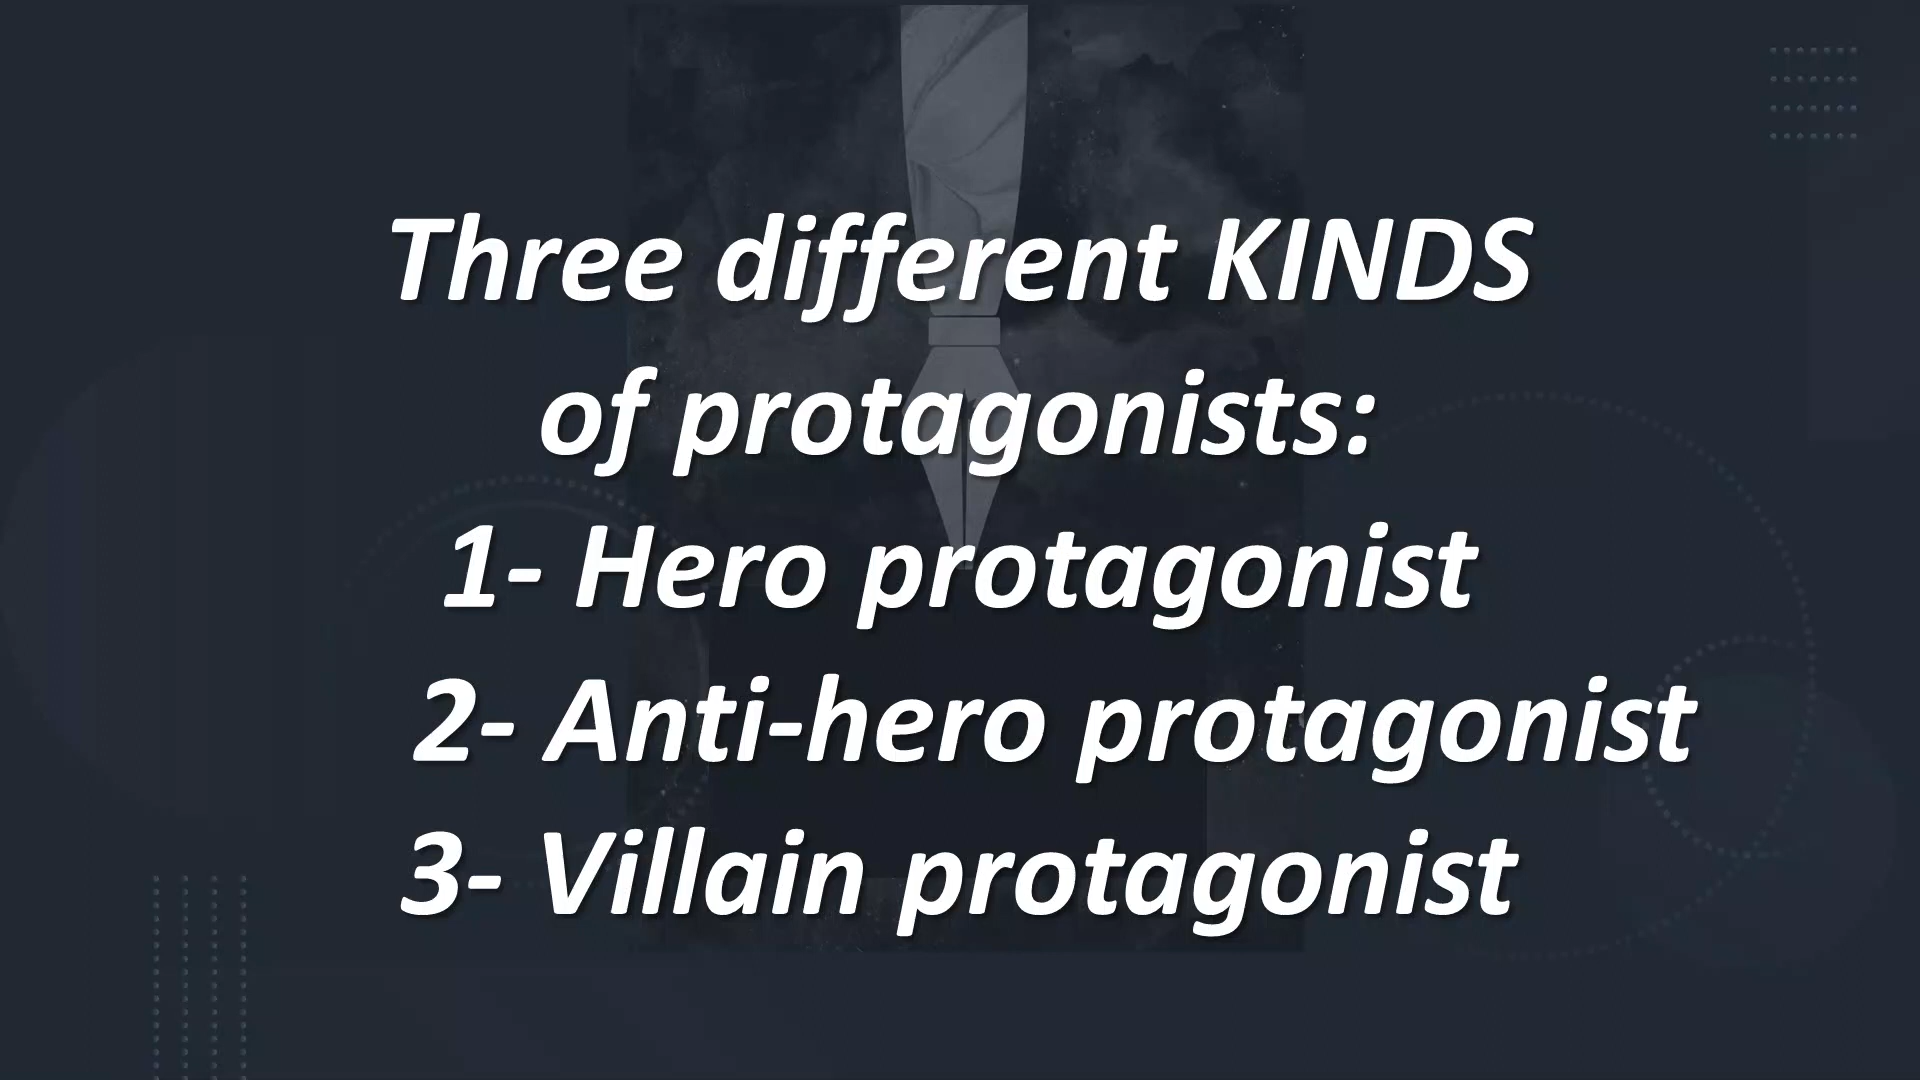 Three different KINDS
of protagonists:
1- Hero protagonist
2- Anti-hero protagonist
3- Villain protagonist